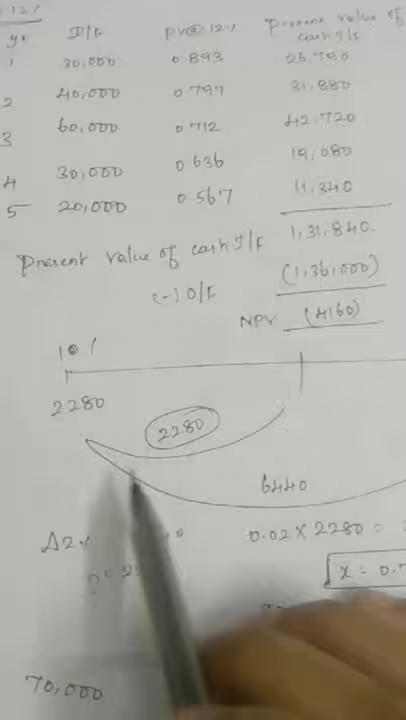 12%
yr I/F PV@12% Present value of cash I/F
1 30,000 0.893 26,790
2 40,000 0.797 31,880
3 60,000 0.712 42,720
4 30,000 0.636 19,080
5 20,000 0.567 11,340
Present value of cash I/F 1,31,840.
(-) O/F (1,36,000)
NPV (4160)
10%
2280
2280
6440
Δ2% 0.02 × 2280 =
x = 0.7
70,000